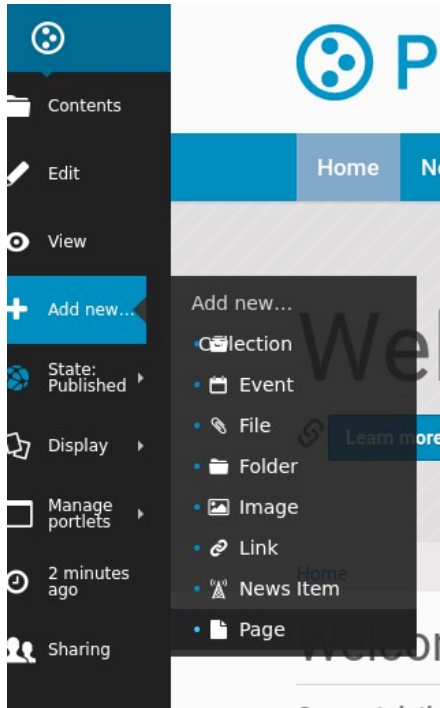 P
Contents
Home
Edit
View
Add new...
Add new...
Collection
Event
State:
Published
File
Learn more
Display
Folder
Image
Manage
portlets
Link
Home
2 minutes
ago
News Item
Page
Sharing